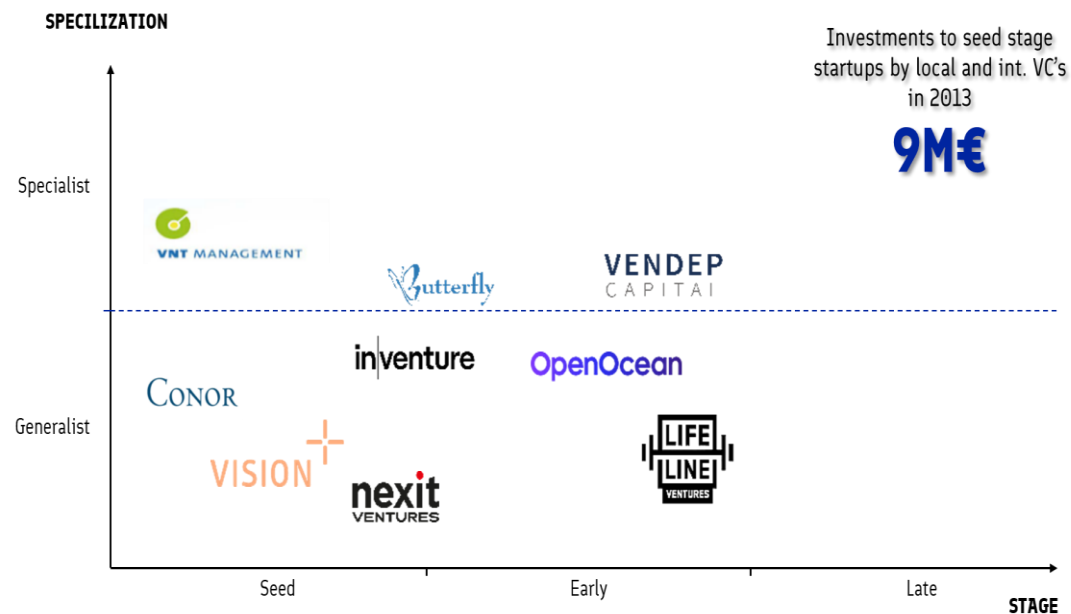 SPECILIZATION
Investments to seed stage
startups by local and int. VC's
in 2013
9M€
Specialist
VNT MANAGEMENT
Butterfly
VENDEP
CAPITAL
inventure
OpenOcean
CONOR
Generalist
LIFE
LINE
VENTURES
VISION
nexit
VENTURES
Seed
Early
Late
STAGE